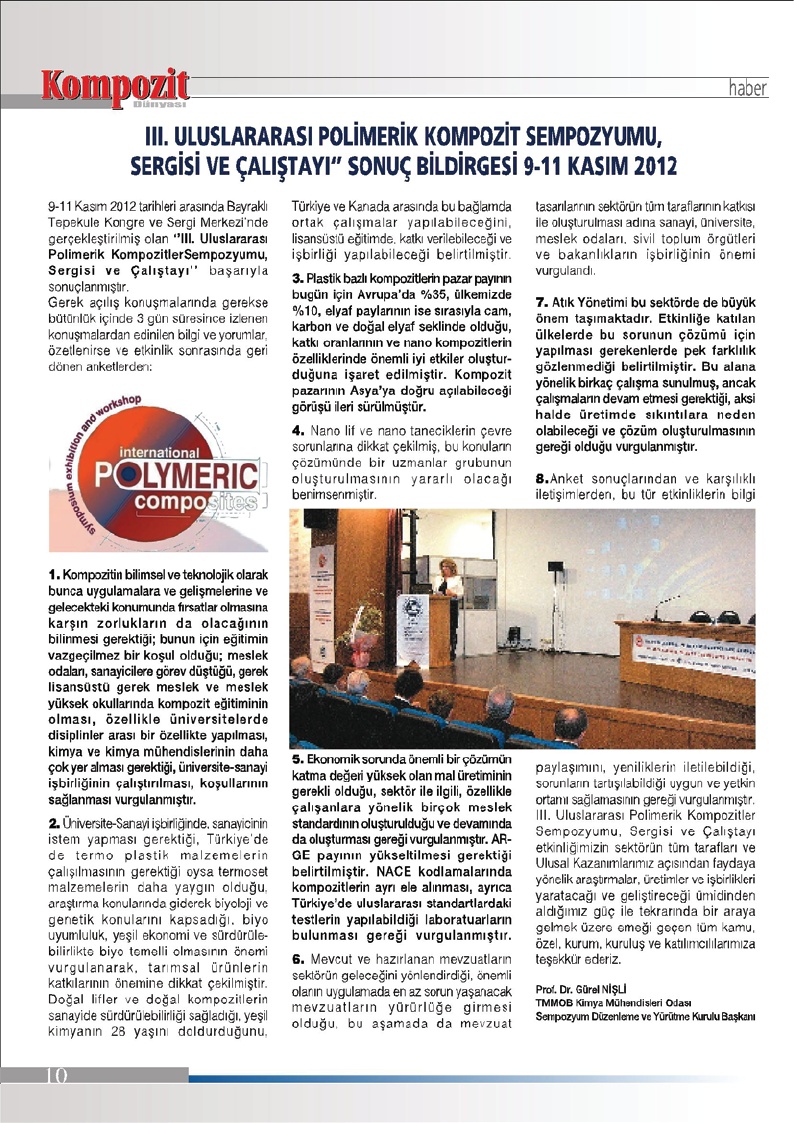 Kompozit
Dünyası
haber
III. ULUSLARARASI POLİMERİK KOMPOZİT SEMPOZYUMU,
SERGİSİ VE ÇALIŞTAYI” SONUÇ BİLDİRGESİ 9-11 KASIM 2012
9-11 Kasım 2012 tarihleri arasında Bayraklı
Tepekule Kongre ve Sergi Merkezi’nde
gerçekleştirilmiş olan ‘’III. Uluslararası
Polimerik KompozitlerSempozyumu,
Sergisi ve Çalıştayı’’ başarıyla
sonuçlanmıştır.
Gerek açılış konuşmalarında gerekse
bütünlük içinde 3 gün süresince izlenen
konuşmalardan edinilen bilgi ve yorumlar,
özetlenirse ve etkinlik sonrasında geri
dönen anketlerden:
symposium exhibition and workshop
international
POLYMERIC
composites
1. Kompozitin bilimsel ve teknolojik olarak
bunca uygulamalara ve gelişmelerine ve
gelecekteki konumunda fırsatlar olmasına
karşın zorlukların da olacağının
bilinmesi gerektiği; bunun için eğitimin
vazgeçilmez bir koşul olduğu; meslek
odaları, sanayicilere görev düştüğü, gerek
lisansüstü gerek meslek ve meslek
yüksek okullarında kompozit eğitiminin
olması, özellikle üniversitelerde
disiplinler arası bir özellikte yapılması,
kimya ve kimya mühendislerinin daha
çok yer alması gerektiği, üniversite-sanayi
işbirliğinin çalıştırılması, koşullarının
sağlanması vurgulanmıştır.
2. Üniversite-Sanayi işbirliğinde, sanayicinin
istem yapması gerektiği, Türkiye’de
de termo plastik malzemelerin
çalışılmasının gerektiği oysa termoset
malzemelerin daha yaygın olduğu,
araştırma konularında giderek biyoloji ve
genetik konularını kapsadığı, biyo
uyumluluk, yeşil ekonomi ve sürdürüle-
bilirlikte biyo temelli olmasının önemi
vurgulanarak, tarımsal ürünlerin
katkılarının önemine dikkat çekilmiştir.
Doğal lifler ve doğal kompozitlerin
sanayide sürdürülebilirliği sağladığı, yeşil
kimyanın 28 yaşını doldurduğunu,
Türkiye ve Kanada arasında bu bağlamda
ortak çalışmalar yapılabileceğini,
lisansüstü eğitimde, katkı verilebileceği ve
işbirliği yapılabileceği belirtilmiştir.
3. Plastik bazlı kompozitlerin pazar payının
bugün için Avrupa’da %35, ülkemizde
%10, elyaf paylarının ise sırasıyla cam,
karbon ve doğal elyaf seklinde olduğu,
katkı oranlarının ve nano kompozitlerin
özelliklerinde önemli iyi etkiler oluştur-
duğuna işaret edilmiştir. Kompozit
pazarının Asya’ya doğru açılabileceği
görüşü ileri sürülmüştür.
4. Nano lif ve nano taneciklerin çevre
sorunlarına dikkat çekilmiş, bu konuların
çözümünde bir uzmanlar grubunun
oluşturulmasının yararlı olacağı
benimsenmiştir.
5. Ekonomik sorunda önemli bir çözümün
katma değeri yüksek olan mal üretiminin
gerekli olduğu, sektör ile ilgili, özellikle
çalışanlara yönelik birçok meslek
standardının oluşturulduğu ve devamında
da oluşturması gereği vurgulanmıştır. AR-
GE payının yükseltilmesi gerektiği
belirtilmiştir. NACE kodlamalarında
kompozitlerin ayrı ele alınması, ayrıca
Türkiye’de uluslararası standartlardaki
testlerin yapılabildiği laboratuarların
bulunması gereği vurgulanmıştır.
6. Mevcut ve hazırlanan mevzuatların
sektörün geleceğini yönlendirdiği, önemli
olanın uygulamada en az sorun yaşanacak
mevzuatların yürürlüğe girmesi
olduğu, bu aşamada da mevzuat
tasarılarının sektörün tüm taraflarının katkısı
ile oluşturulması adına sanayi, üniversite,
meslek odaları, sivil toplum örgütleri
ve bakanlıkların işbirliğinin önemi
vurgulandı.
7. Atık Yönetimi bu sektörde de büyük
önem taşımaktadır. Etkinliğe katılan
ülkelerde bu sorunun çözümü için
yapılması gerekenlerde pek farklılık
gözlenmediği belirtilmiştir. Bu alana
yönelik birkaç çalışma sunulmuş, ancak
çalışmaların devam etmesi gerektiği, aksi
halde üretimde sıkıntılara neden
olabileceği ve çözüm oluşturulmasının
gereği olduğu vurgulanmıştır.
8.Anket sonuçlarından ve karşılıklı
iletişimlerden, bu tür etkinliklerin bilgi
paylaşımını, yeniliklerin iletilebildiği,
sorunların tartışılabildiği uygun ve yetkin
ortamı sağlamasının gereği vurgulanmıştır.
III. Uluslararası Polimerik Kompozitler
Sempozyumu, Sergisi ve Çalıştayı
etkinliğimizin sektörün tüm tarafları ve
Ulusal Kazanımlarımız açısından faydaya
yönelik araştırmalar, üretimler ve işbirlikleri
yaratacağı ve geliştireceği ümidinden
aldığımız güç ile tekrarında bir araya
gelmek üzere emeği geçen tüm kamu,
özel, kurum, kuruluş ve katılımcılılarımıza
teşekkür ederiz.
Prof. Dr. Gürel NİŞLİ
TMMOB Kimya Mühendisleri Odası
Sempozyum Düzenleme ve Yürütme Kurulu Başkanı
10